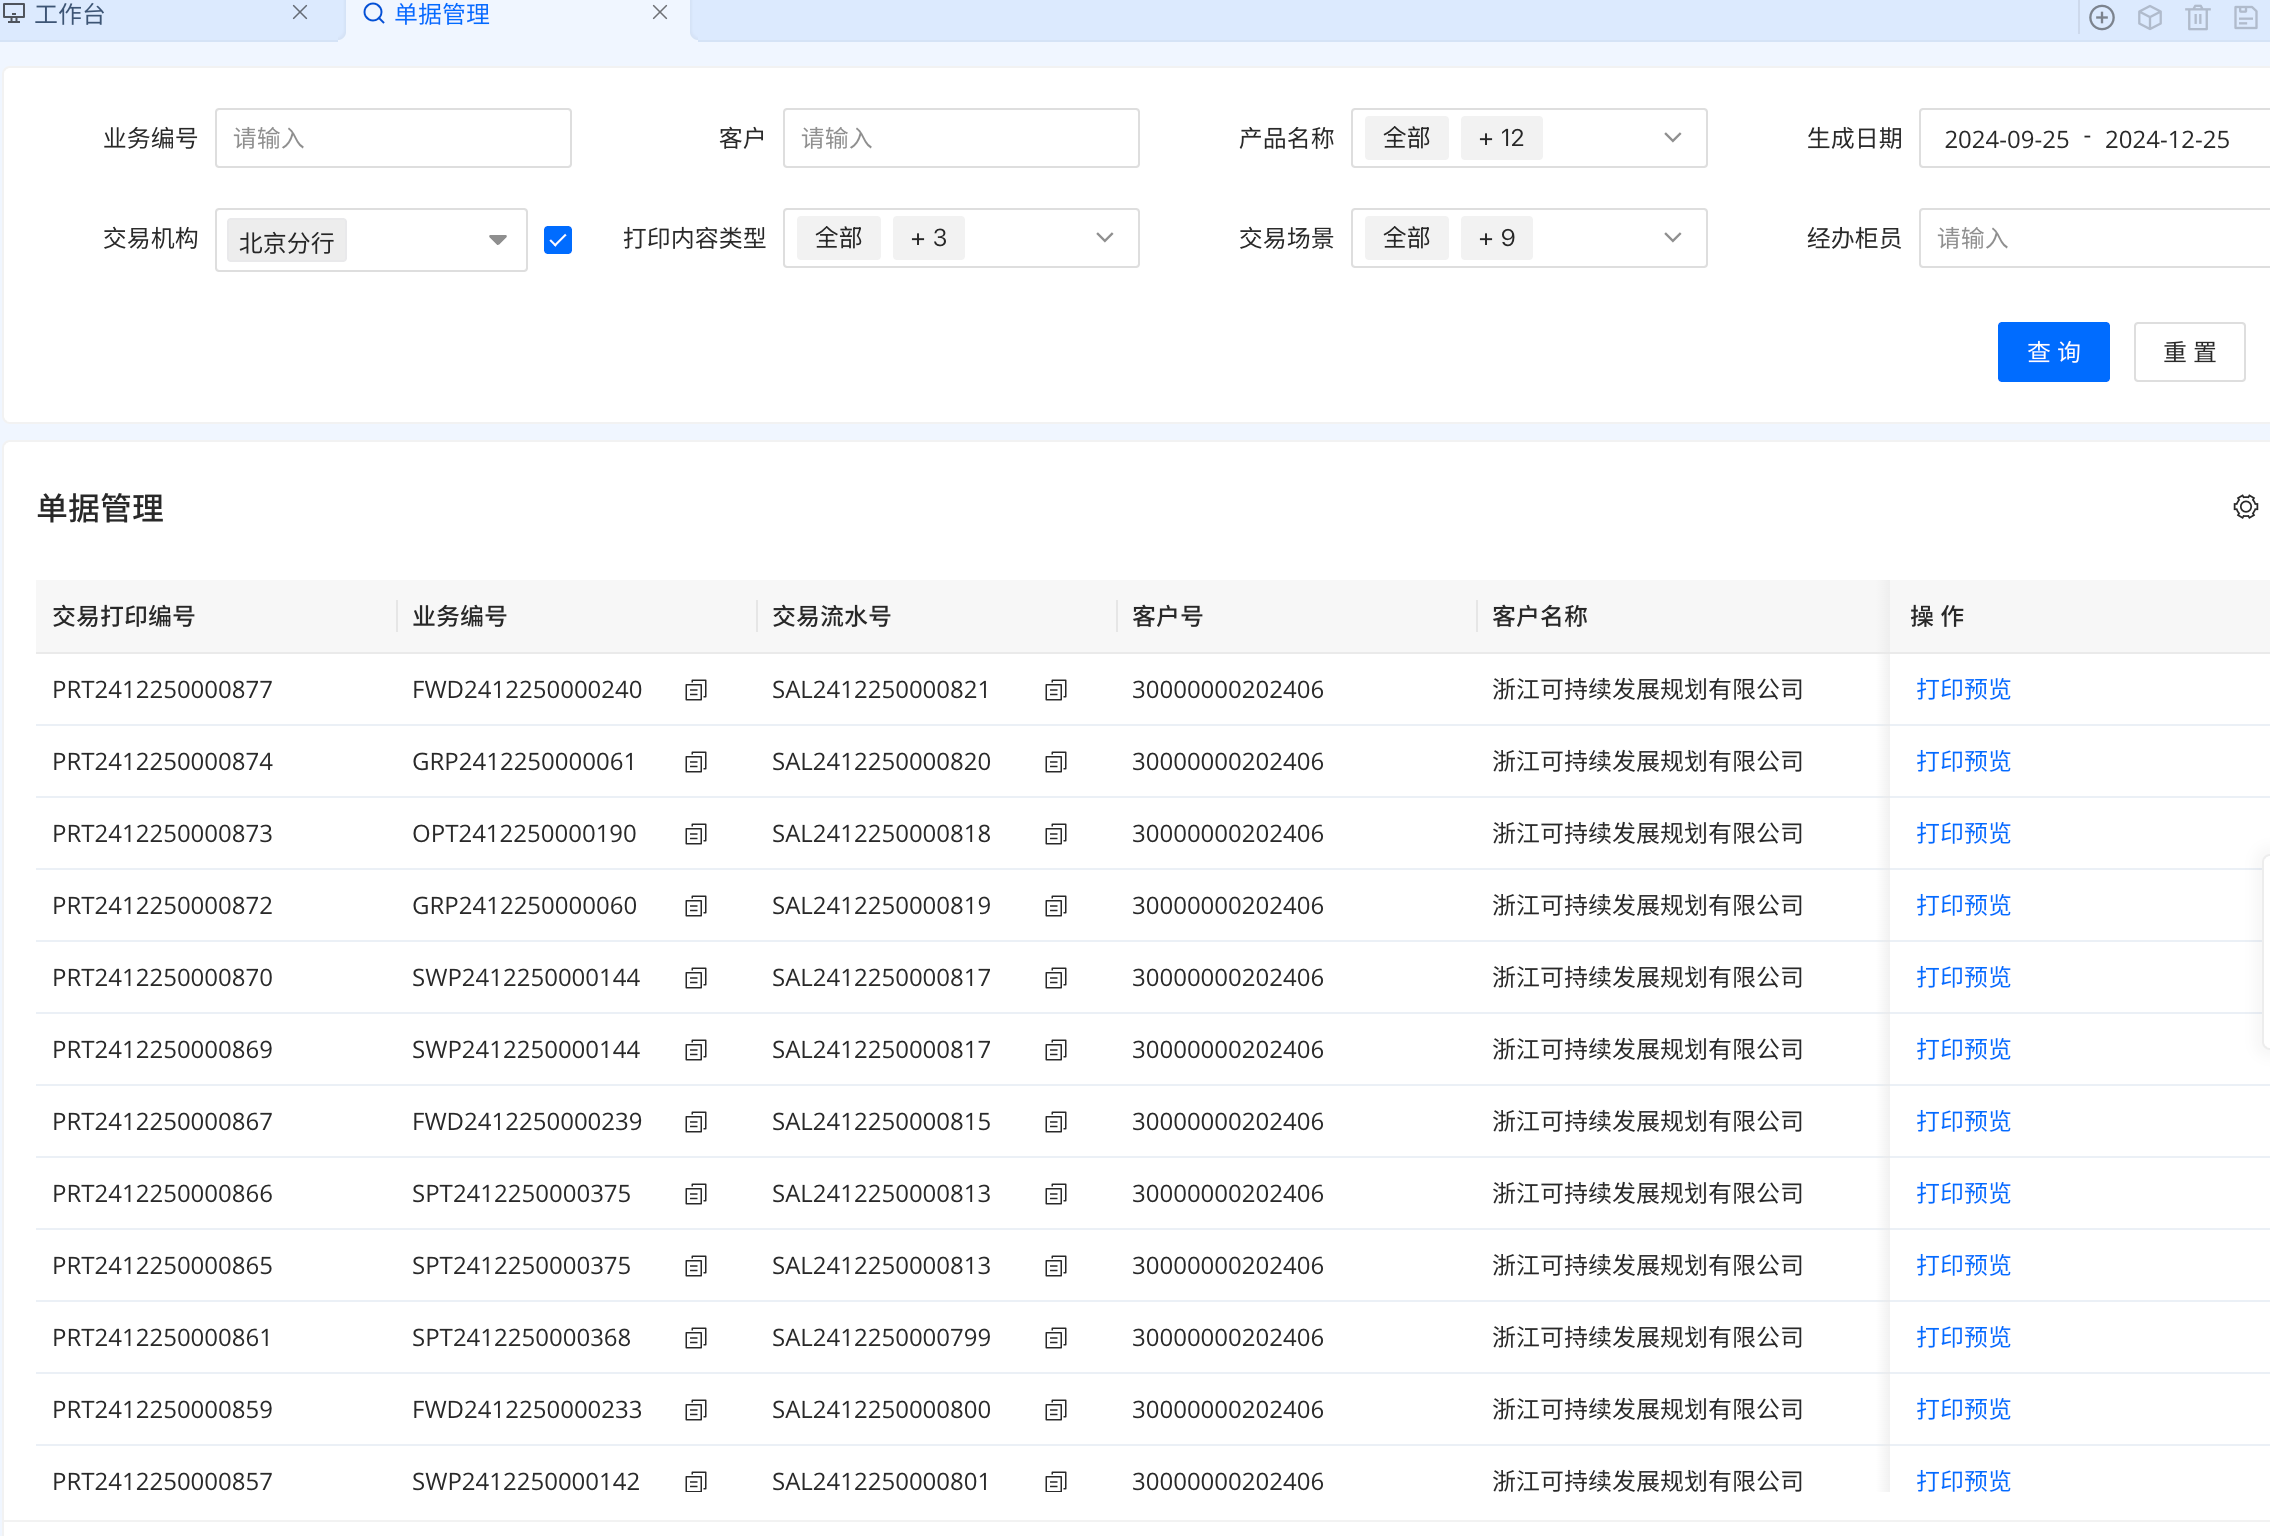 工作台 单据管理
业务编号 请输入 客户 请输入 产品名称 全部 + 12 生成日期 2024-09-25 - 2024-12-25
交易机构 北京分行 打印内容类型 全部 + 3 交易场景 全部 + 9 经办柜员 请输入
查 询 重 置
单据管理
交易打印编号 业务编号 交易流水号 客户号 客户名称 操 作
PRT2412250000877 FWD2412250000240 SAL2412250000821 30000000202406 浙江可持续发展规划有限公司 打印预览
PRT2412250000874 GRP2412250000061 SAL2412250000820 30000000202406 浙江可持续发展规划有限公司 打印预览
PRT2412250000873 OPT2412250000190 SAL2412250000818 30000000202406 浙江可持续发展规划有限公司 打印预览
PRT2412250000872 GRP2412250000060 SAL2412250000819 30000000202406 浙江可持续发展规划有限公司 打印预览
PRT2412250000870 SWP2412250000144 SAL2412250000817 30000000202406 浙江可持续发展规划有限公司 打印预览
PRT2412250000869 SWP2412250000144 SAL2412250000817 30000000202406 浙江可持续发展规划有限公司 打印预览
PRT2412250000867 FWD2412250000239 SAL2412250000815 30000000202406 浙江可持续发展规划有限公司 打印预览
PRT2412250000866 SPT2412250000375 SAL2412250000813 30000000202406 浙江可持续发展规划有限公司 打印预览
PRT2412250000865 SPT2412250000375 SAL2412250000813 30000000202406 浙江可持续发展规划有限公司 打印预览
PRT2412250000861 SPT2412250000368 SAL2412250000799 30000000202406 浙江可持续发展规划有限公司 打印预览
PRT2412250000859 FWD2412250000233 SAL2412250000800 30000000202406 浙江可持续发展规划有限公司 打印预览
PRT2412250000857 SWP2412250000142 SAL2412250000801 30000000202406 浙江可持续发展规划有限公司 打印预览